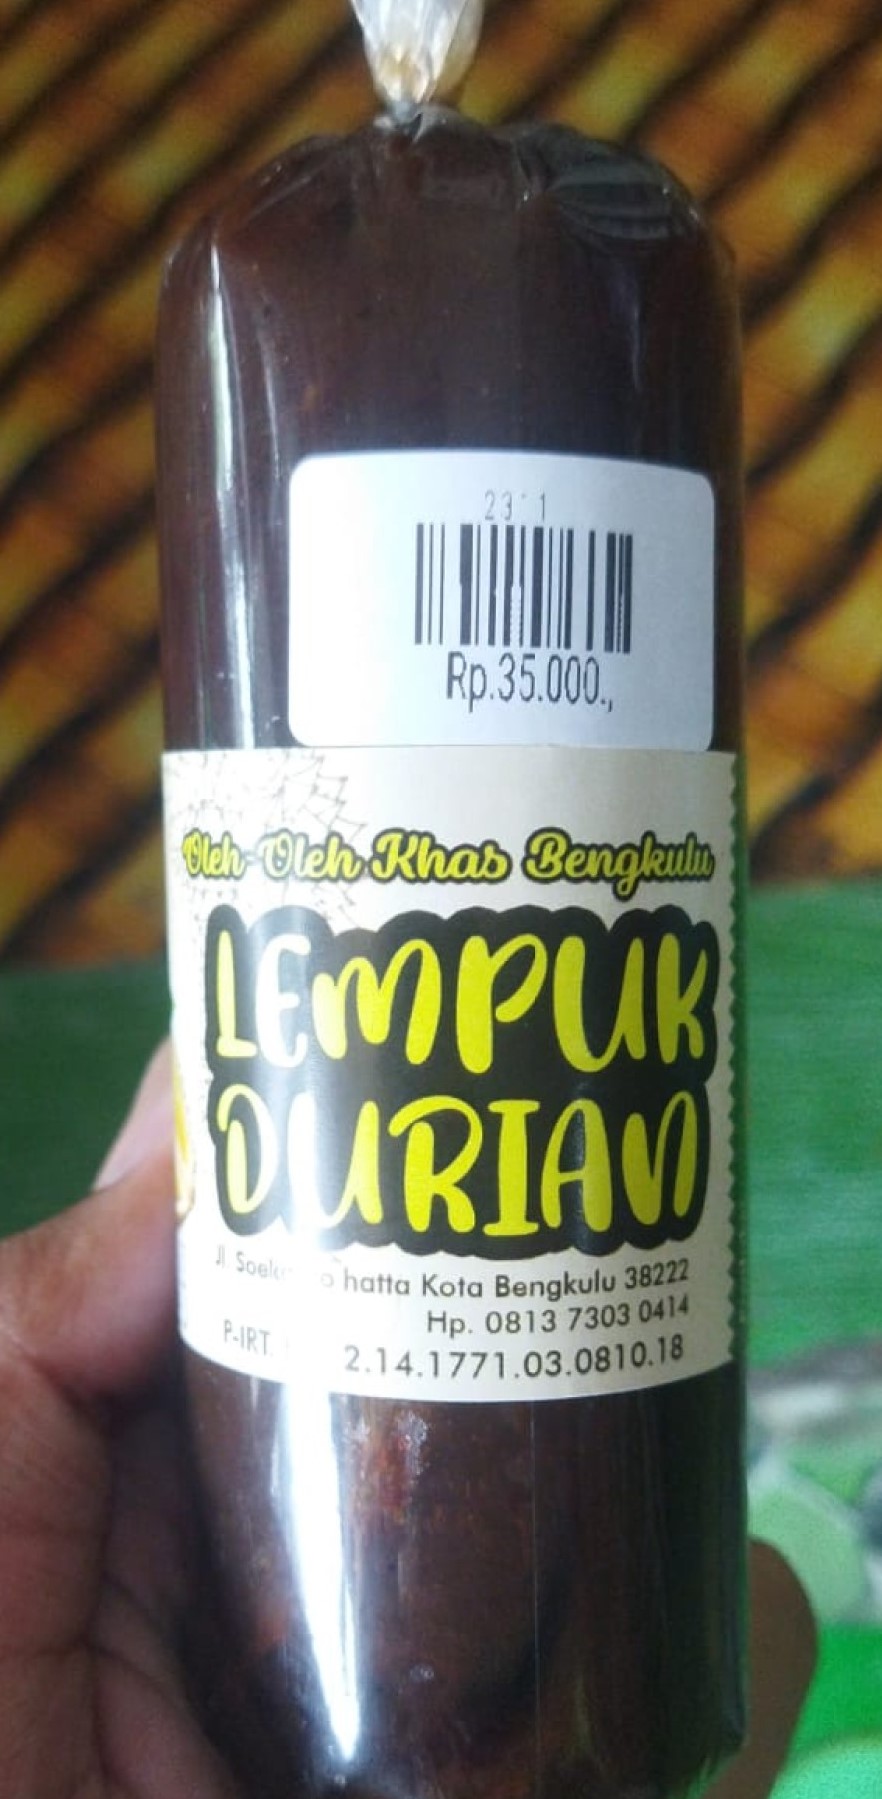 Rp.35.000.,
Oleh-Oleh Khas Bengkulu
LEMPUK
DURIAN
Jl. hatta Kota Bengkulu 38222
Hp. 0813 7303 0414
P-IRT. 2.14.1771.03.0810.18